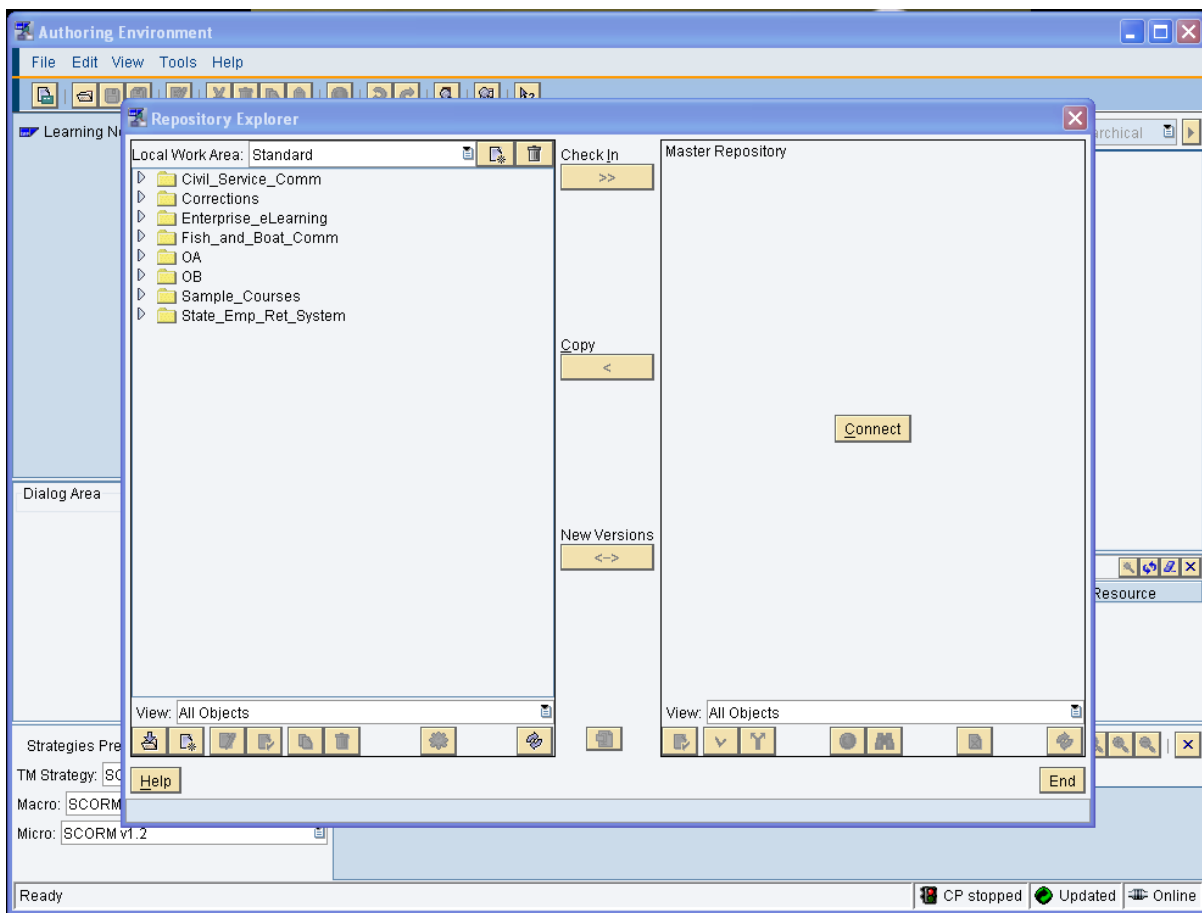 Authoring Environment
File Edit View Tools Help
Learning N
archical
Repository Explorer
Local Work Area: Standard
Civil_Service_Comm
Corrections
Enterprise_eLearning
Fish_and_Boat_Comm
OA
OB
Sample_Courses
State_Emp_Ret_System
View: All Objects
Check In
>>
Copy
<
New Versions
<->
Master Repository
Connect
View: All Objects
Help
End
Dialog Area
Resource
Strategies Pre
TM Strategy: SC
Macro: SCORM
Micro: SCORM v1.2
Ready
CP stopped Updated Online